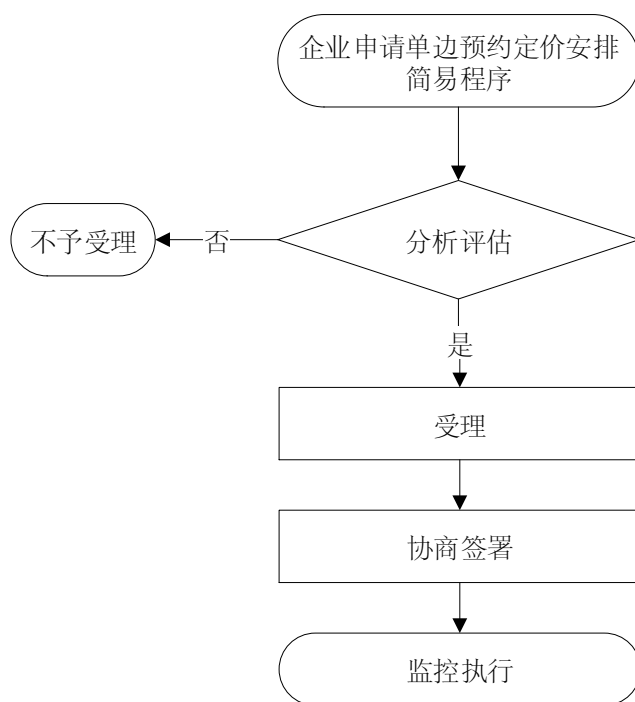 企业申请单边预约定价安排
简易程序
分析评估
否
不予受理
是
受理
协商签署
监控执行